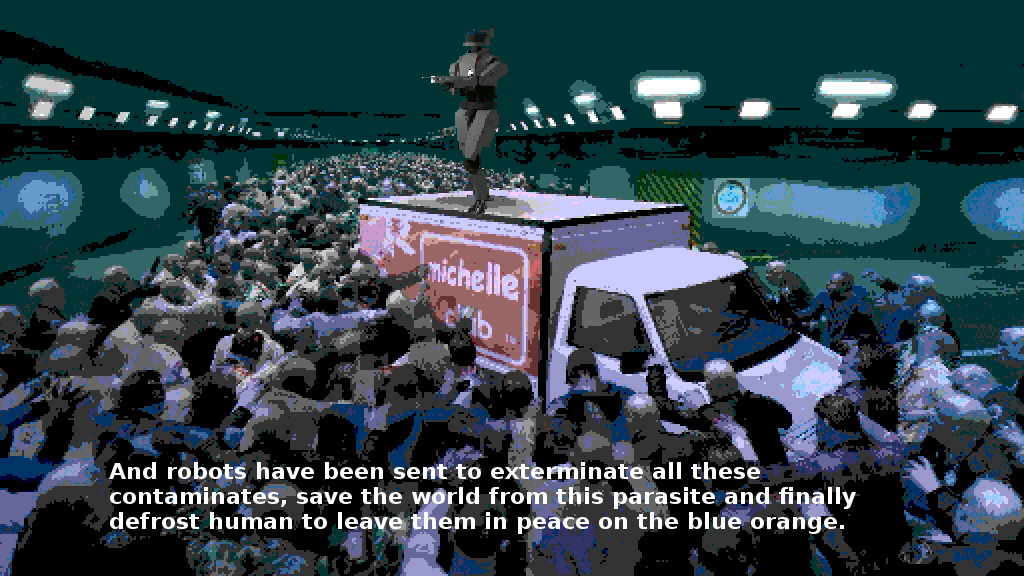 michelle
club
And robots have been sent to exterminate all these
contaminates, save the world from this parasite and finally
defrost human to leave them in peace on the blue orange.